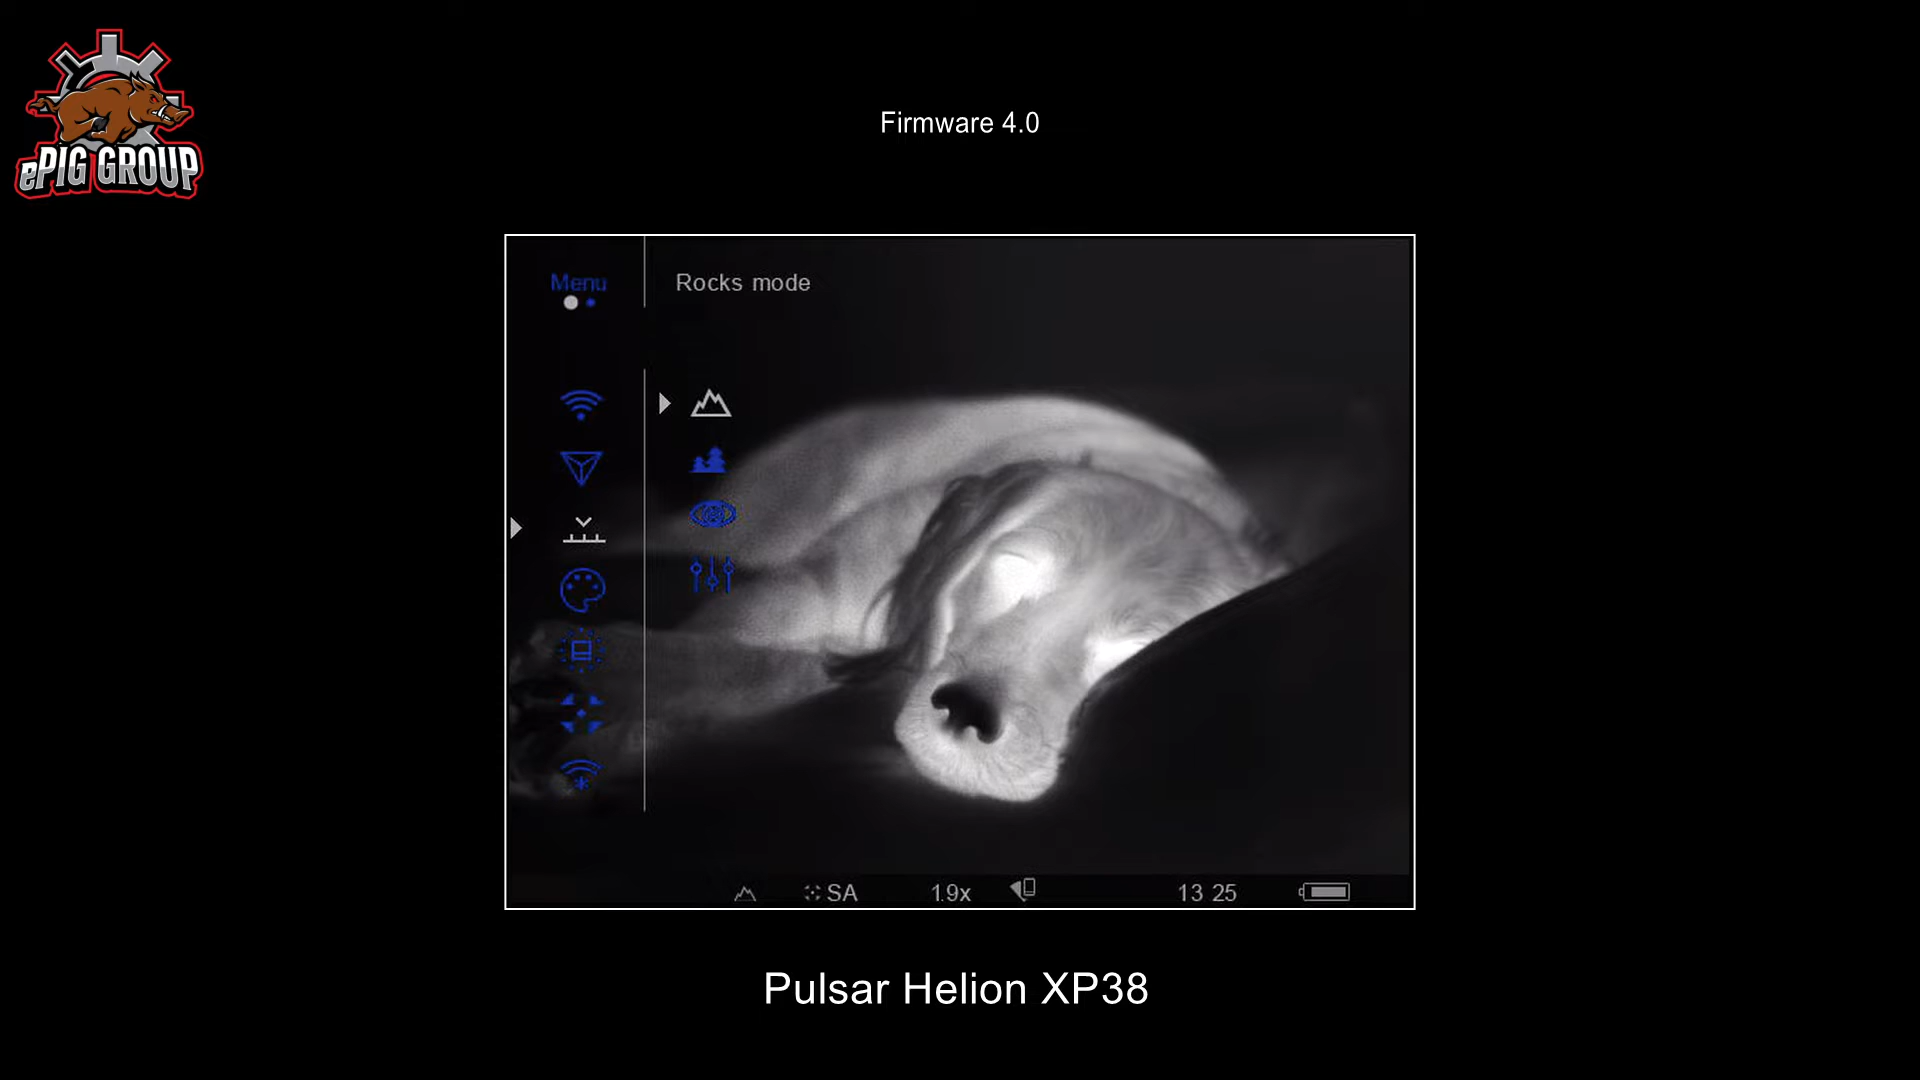 ePIG GROUP
Firmware 4.0
Menu
Rocks mode
SA
1.9x
13 25
Pulsar Helion XP38